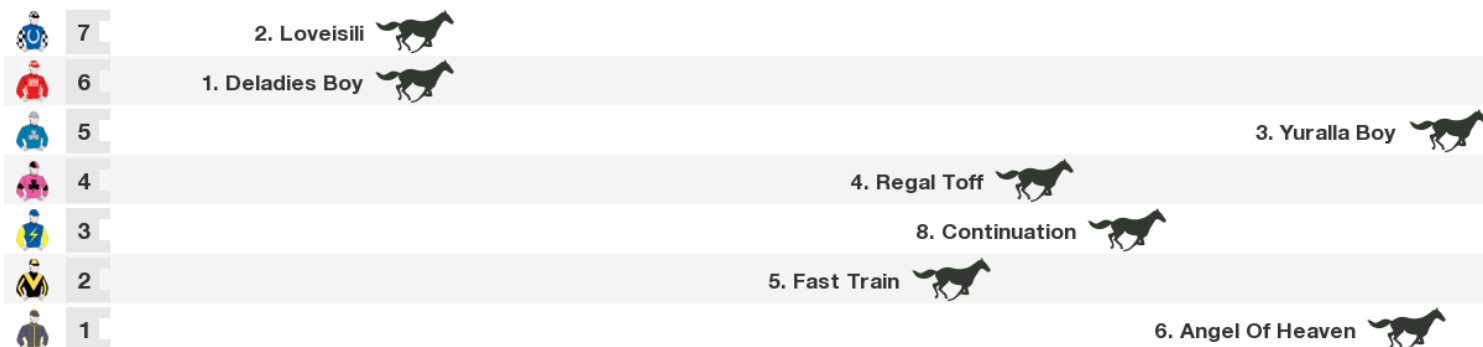 7 2. Loveisili
6 1. Deladies Boy
5 3. Yuralla Boy
4 4. Regal Toff
3 8. Continuation
2 5. Fast Train
1 6. Angel Of Heaven